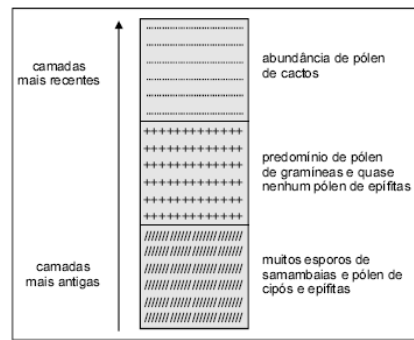 camadas
mais recentes
abundância de pólen
de cactos
predomínio de pólen
de gramíneas e quase
nenhum pólen de epífitas
camadas
mais antigas
muitos esporos de
samambaias e pólen de
cipós e epífitas